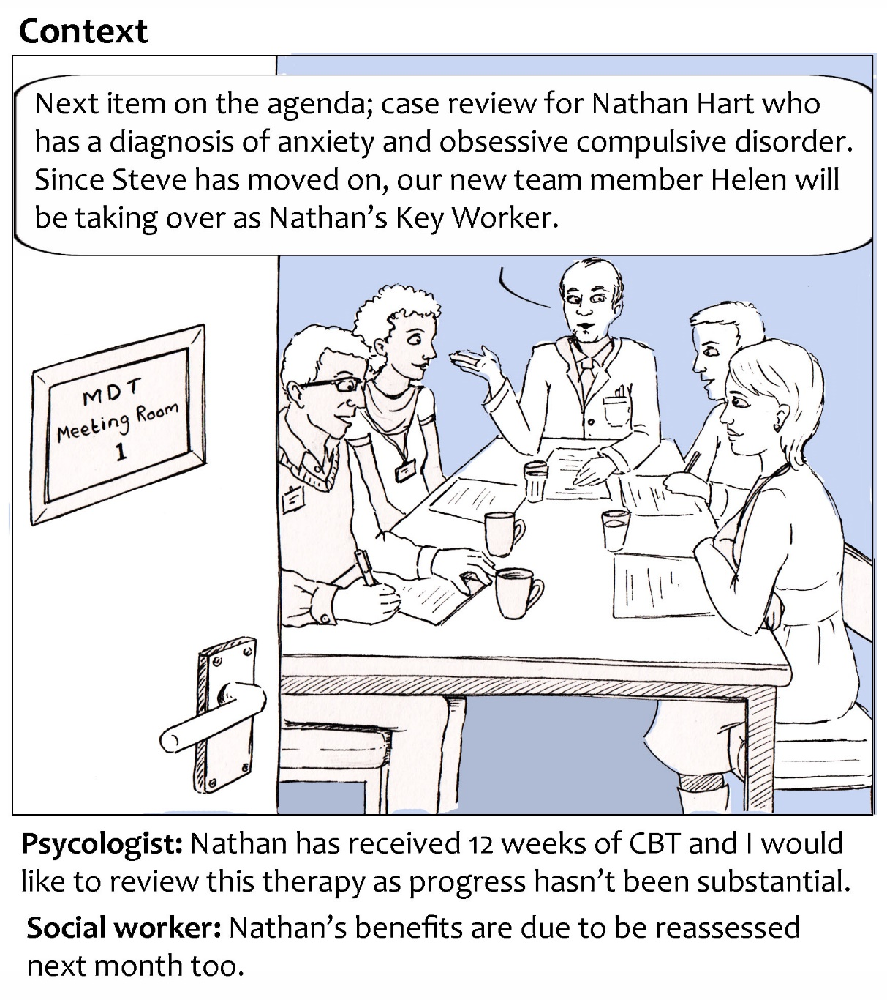 Context
Next item on the agenda; case review for Nathan Hart who
has a diagnosis of anxiety and obsessive compulsive disorder.
Since Steve has moved on, our new team member Helen will
be taking over as Nathan’s Key Worker.
MDT
Meeting Room
1
Psycologist: Nathan has received 12 weeks of CBT and I would
like to review this therapy as progress hasn’t been substantial.
Social worker: Nathan’s benefits are due to be reassessed
next month too.